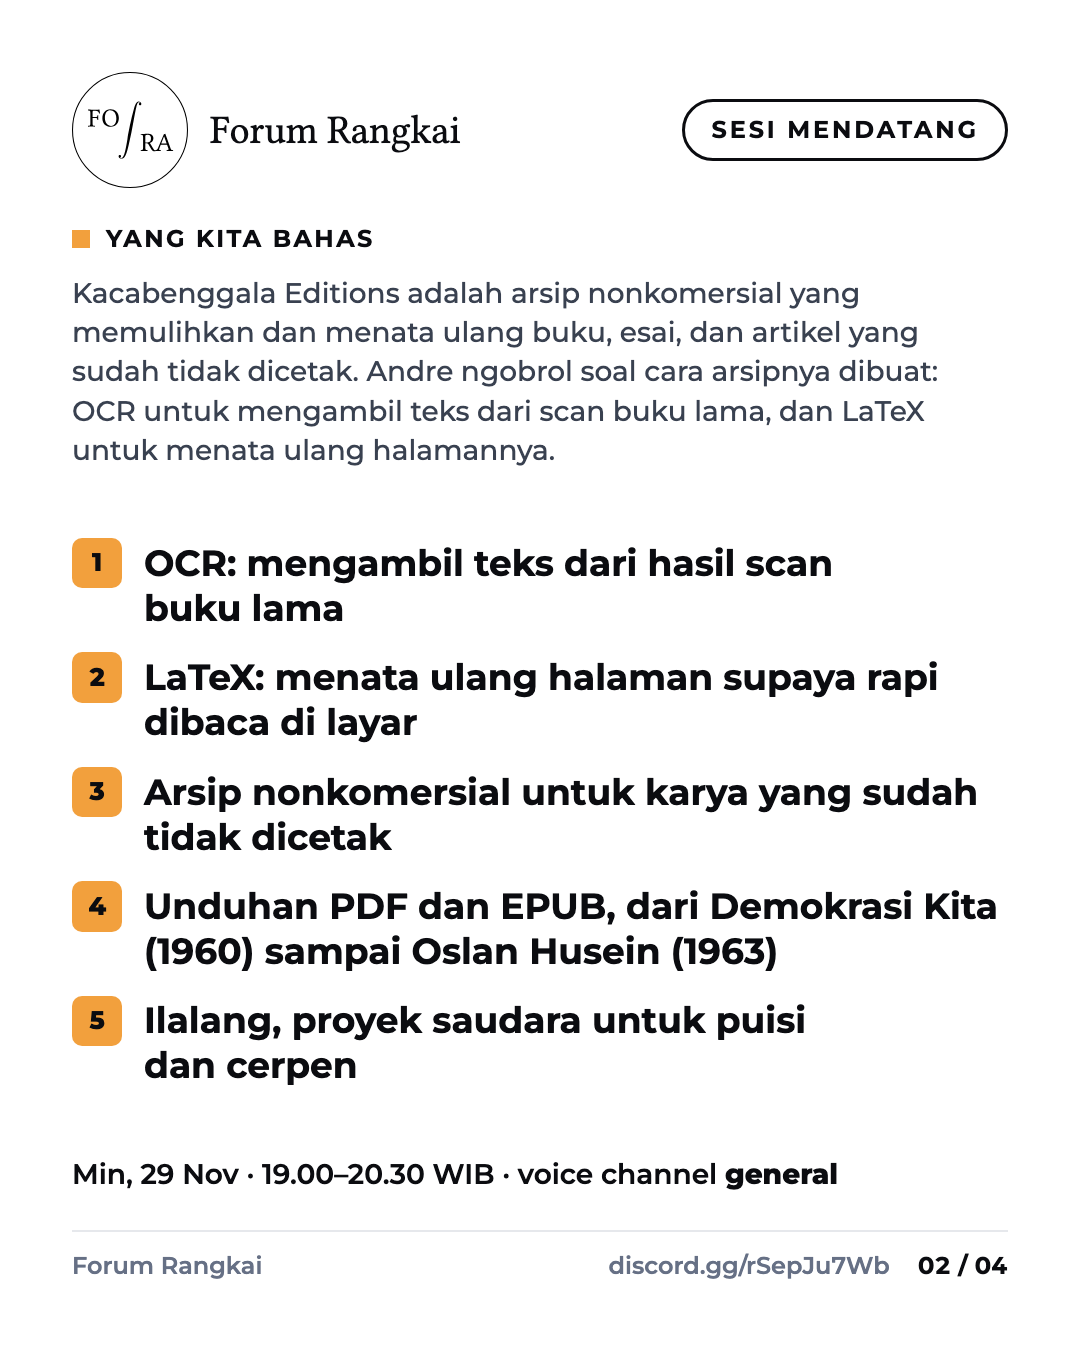 FO∫RA
Forum Rangkai
SESI MENDATANG
YANG KITA BAHAS
Kacabenggala Editions adalah arsip nonkomersial yang
memulihkan dan menata ulang buku, esai, dan artikel yang
sudah tidak dicetak. Andre ngobrol soal cara arsipnya dibuat:
OCR untuk mengambil teks dari scan buku lama, dan LaTeX
untuk menata ulang halamannya.
1 OCR: mengambil teks dari hasil scan
buku lama
2 LaTeX: menata ulang halaman supaya rapi
dibaca di layar
3 Arsip nonkomersial untuk karya yang sudah
tidak dicetak
4 Unduhan PDF dan EPUB, dari Demokrasi Kita
(1960) sampai Oslan Husein (1963)
5 Ilalang, proyek saudara untuk puisi
dan cerpen
Min, 29 Nov · 19.00–20.30 WIB · voice channel general
Forum Rangkai
discord.gg/rSepJu7Wb 02 / 04